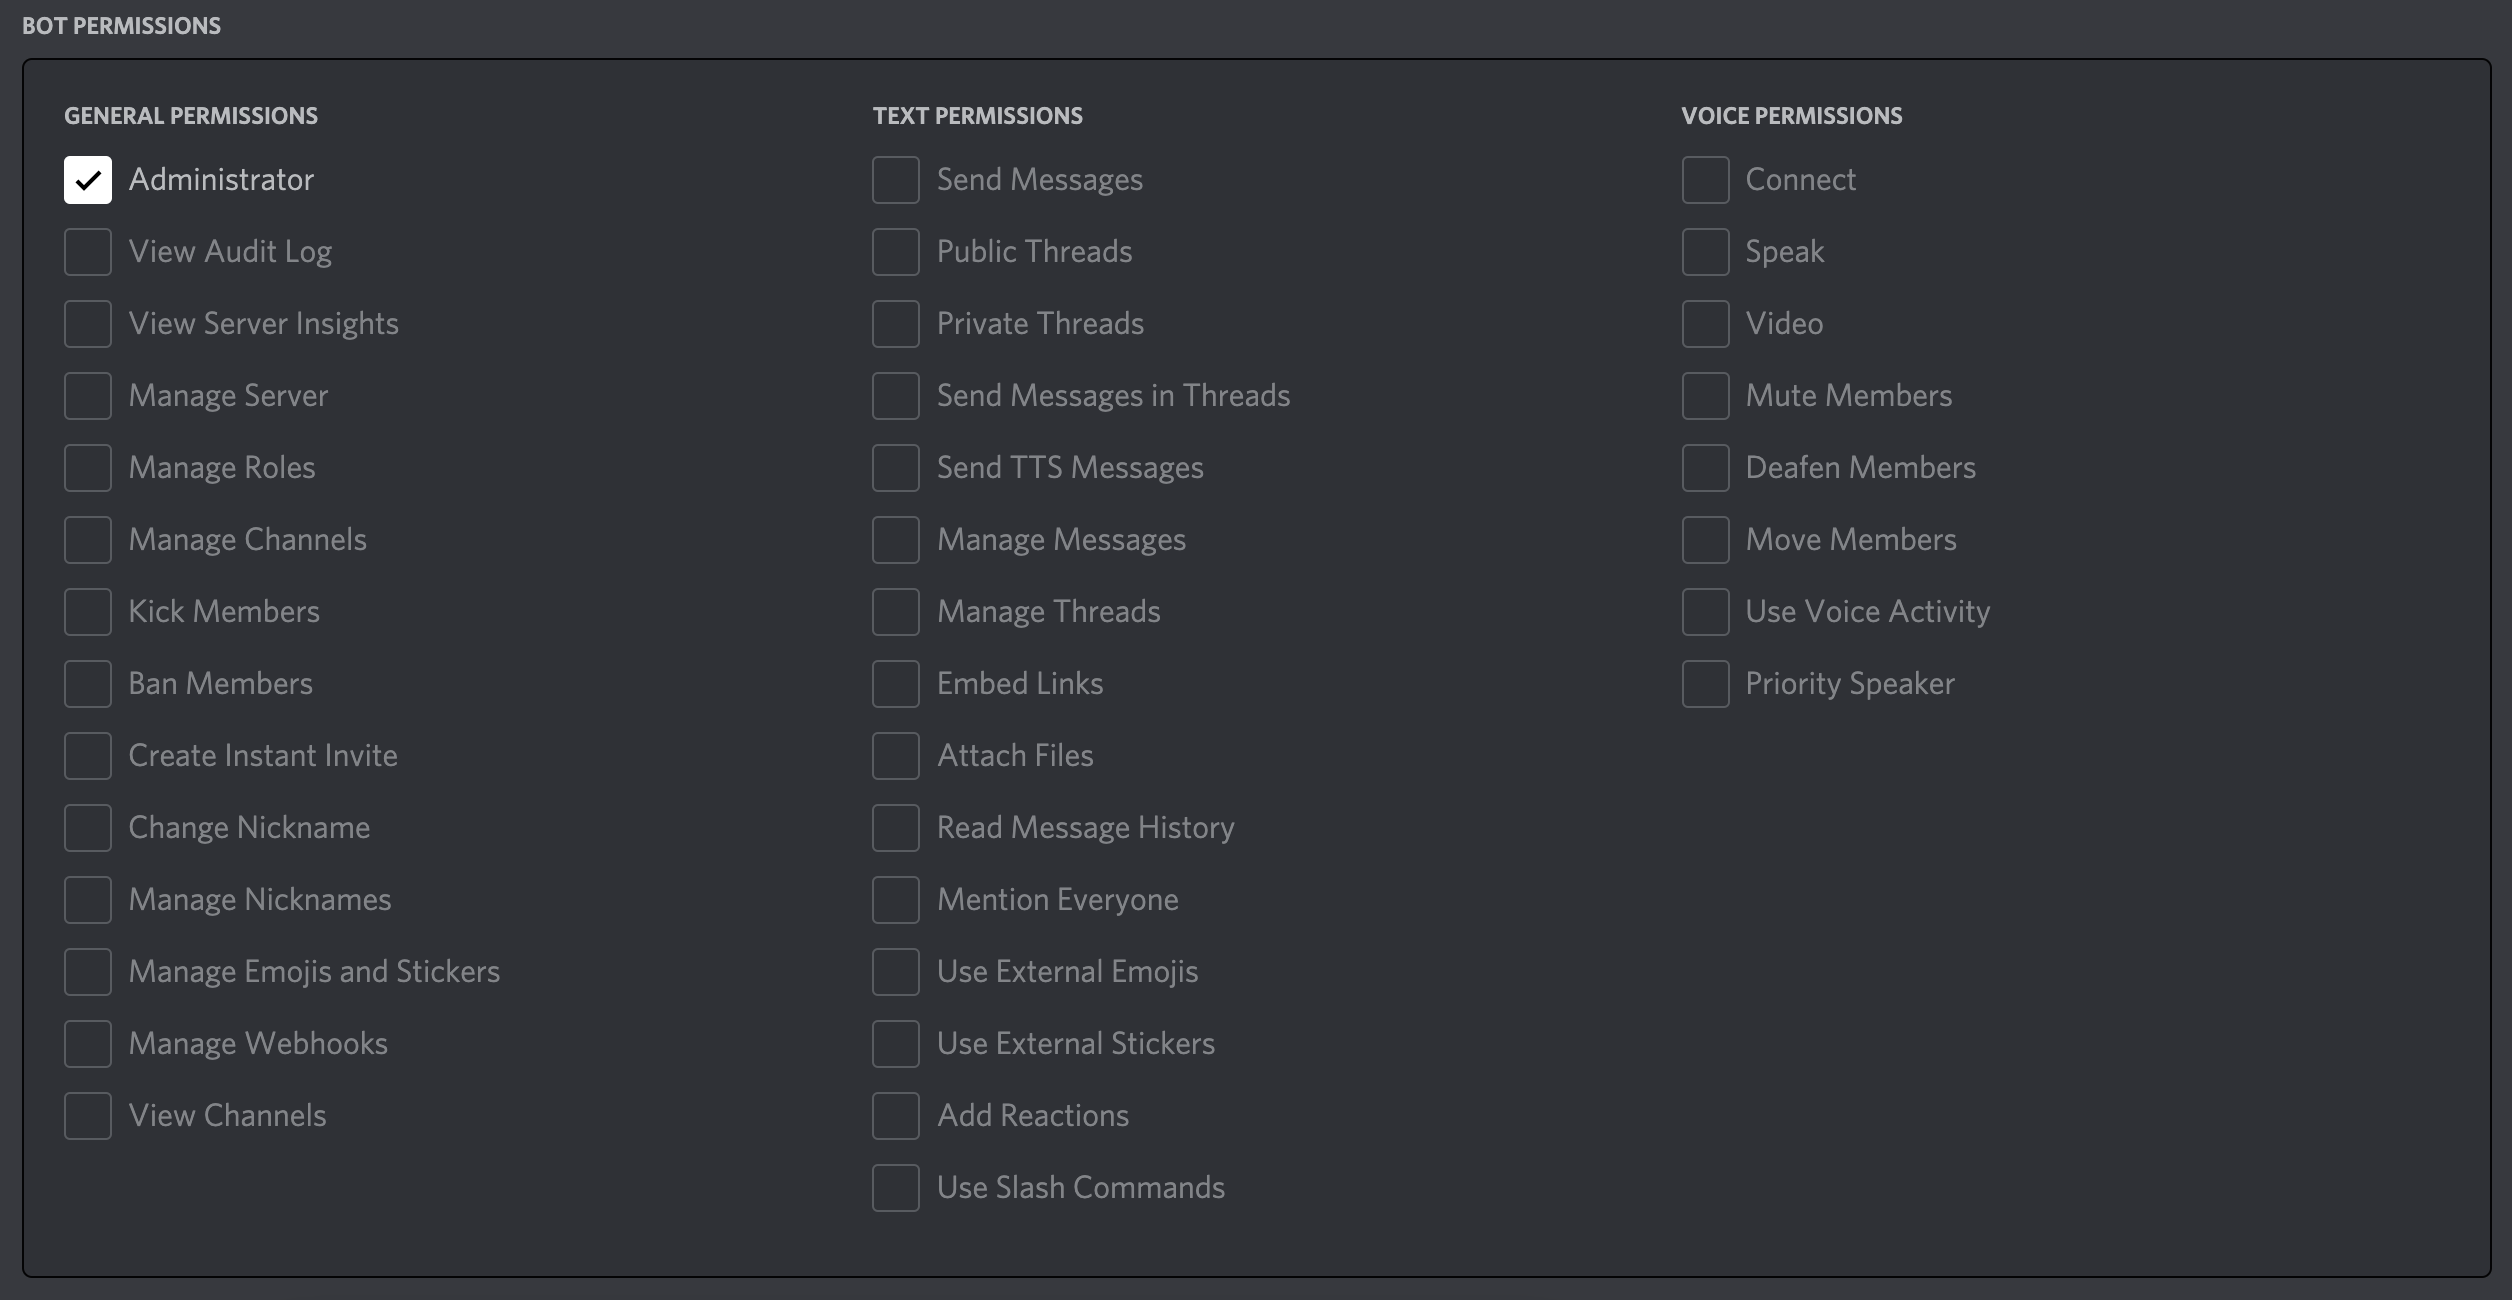 BOT PERMISSIONS
GENERAL PERMISSIONS
Administrator
View Audit Log
View Server Insights
Manage Server
Manage Roles
Manage Channels
Kick Members
Ban Members
Create Instant Invite
Change Nickname
Manage Nicknames
Manage Emojis and Stickers
Manage Webhooks
View Channels
TEXT PERMISSIONS
Send Messages
Public Threads
Private Threads
Send Messages in Threads
Send TTS Messages
Manage Messages
Manage Threads
Embed Links
Attach Files
Read Message History
Mention Everyone
Use External Emojis
Use External Stickers
Add Reactions
Use Slash Commands
VOICE PERMISSIONS
Connect
Speak
Video
Mute Members
Deafen Members
Move Members
Use Voice Activity
Priority Speaker